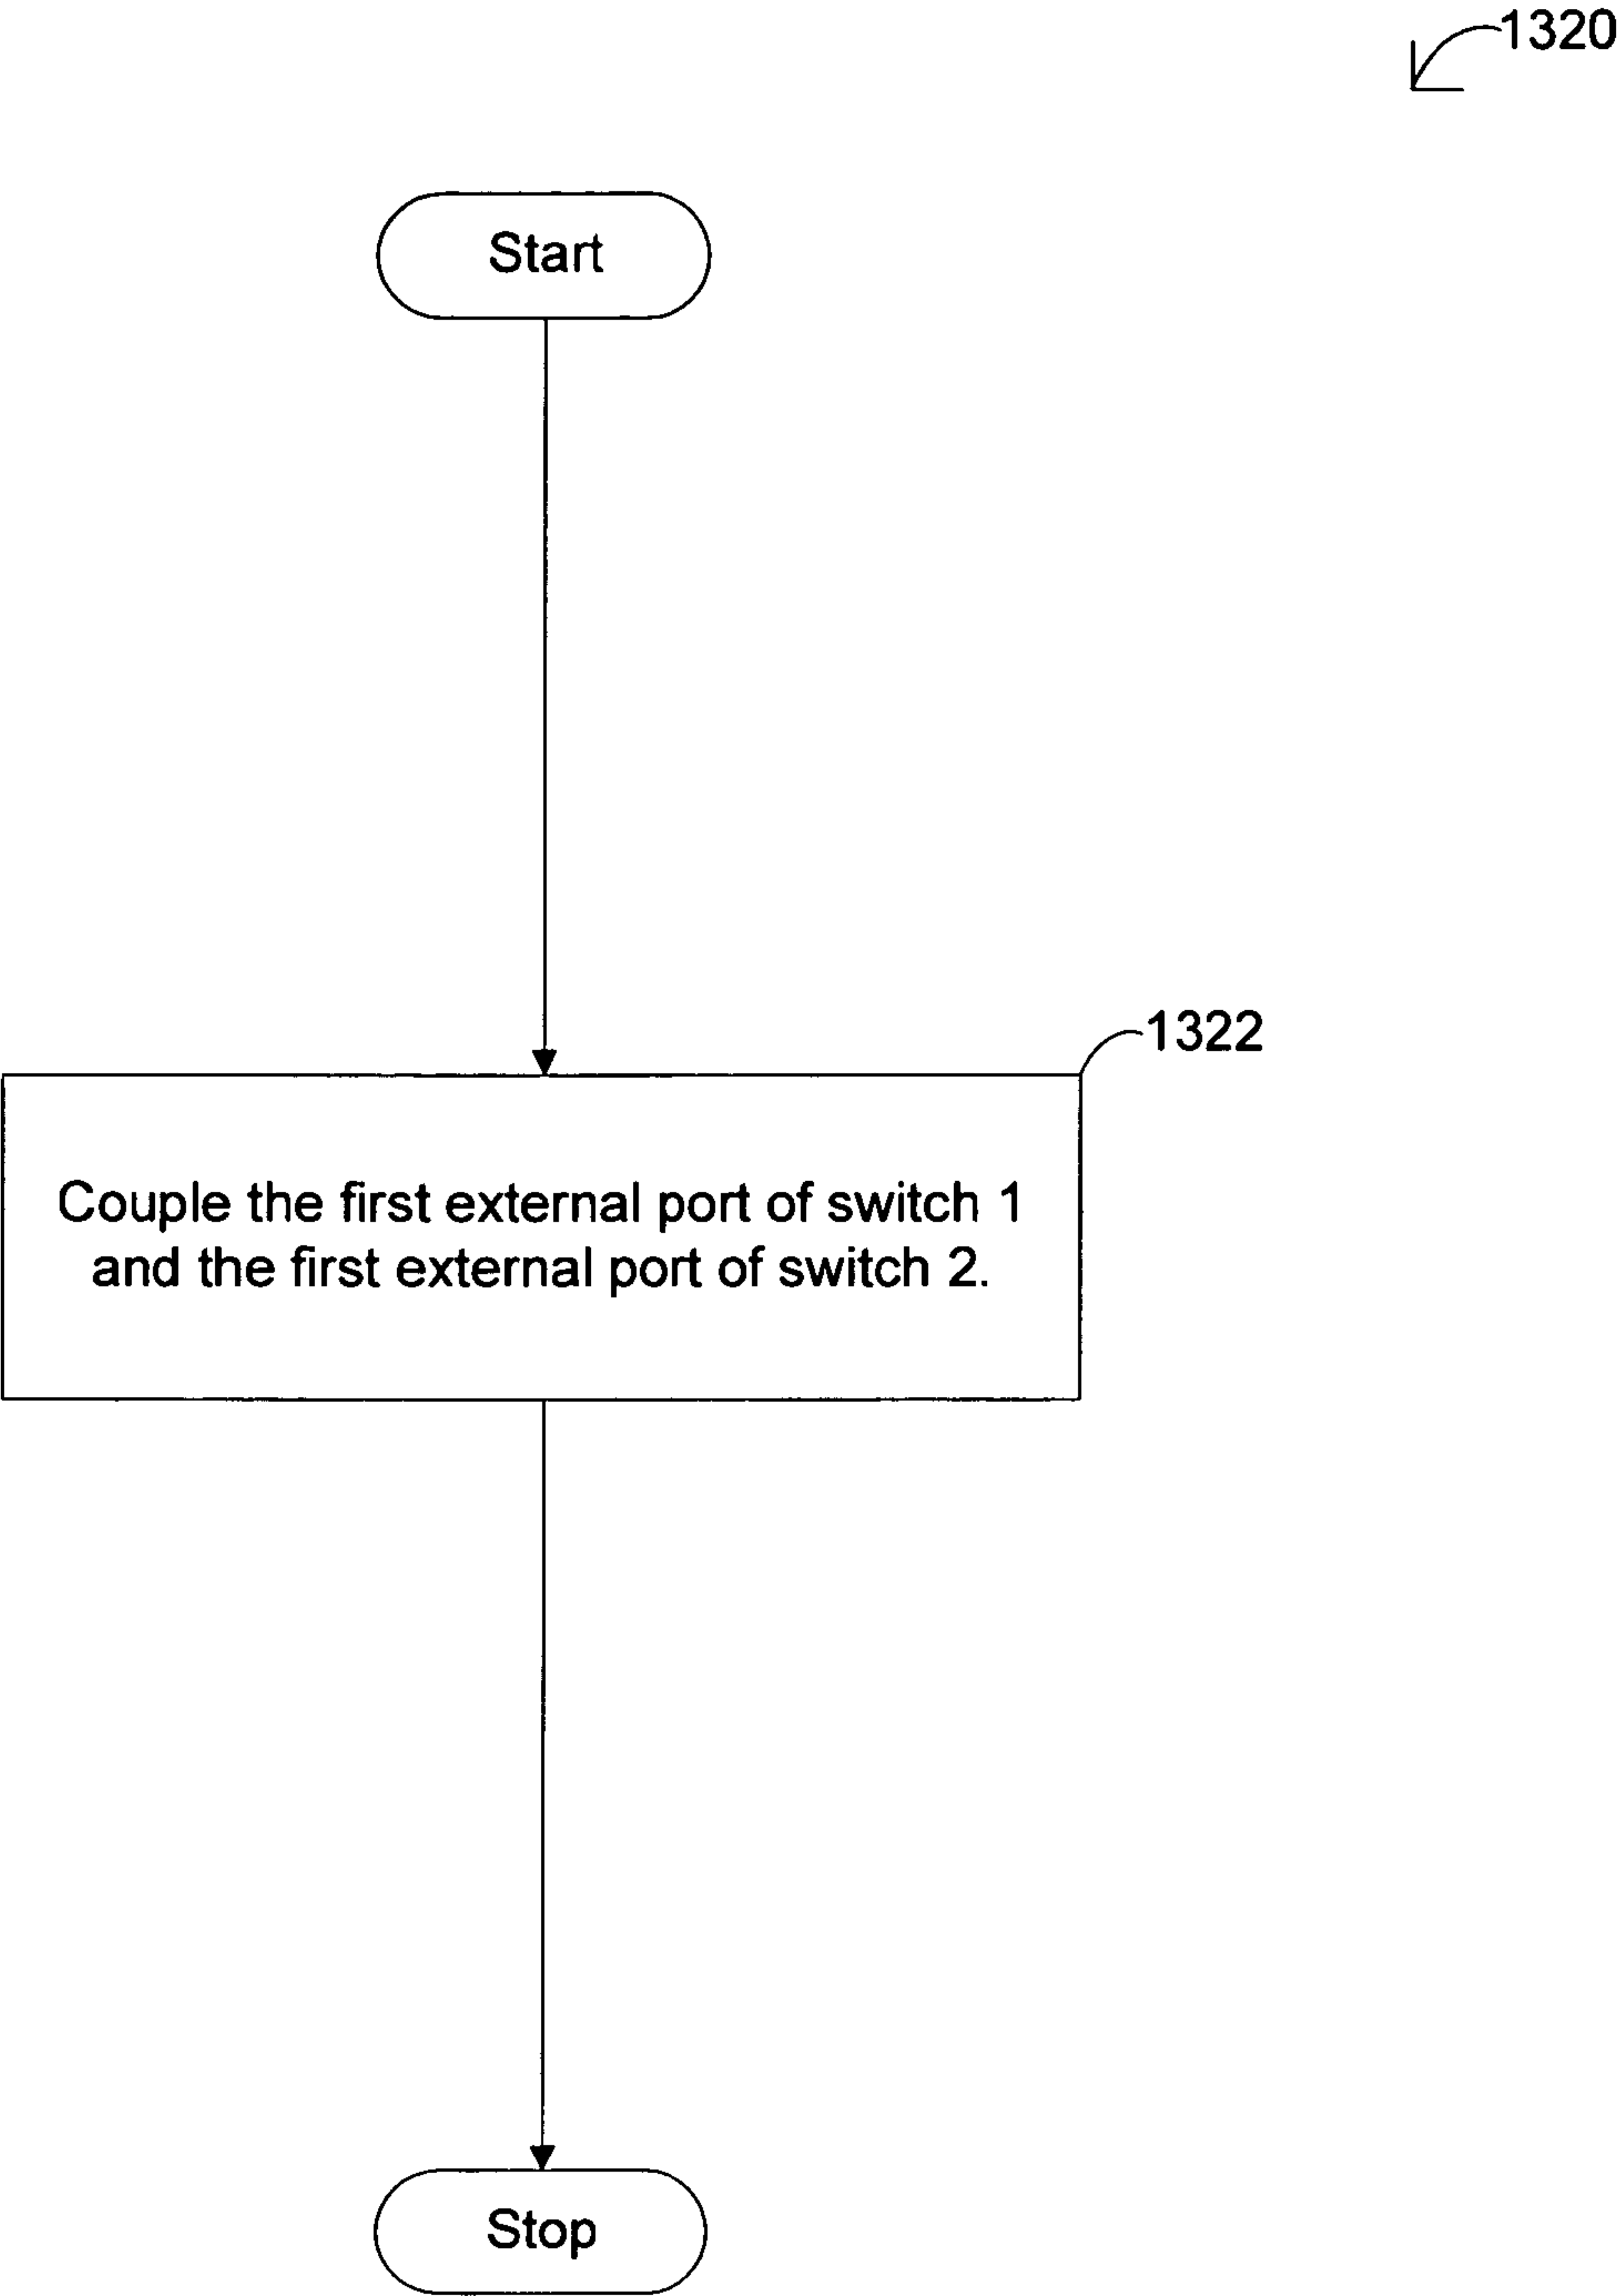 1320
Start
1322
Couple the first external port of switch 1
and the first external port of switch 2.
Stop